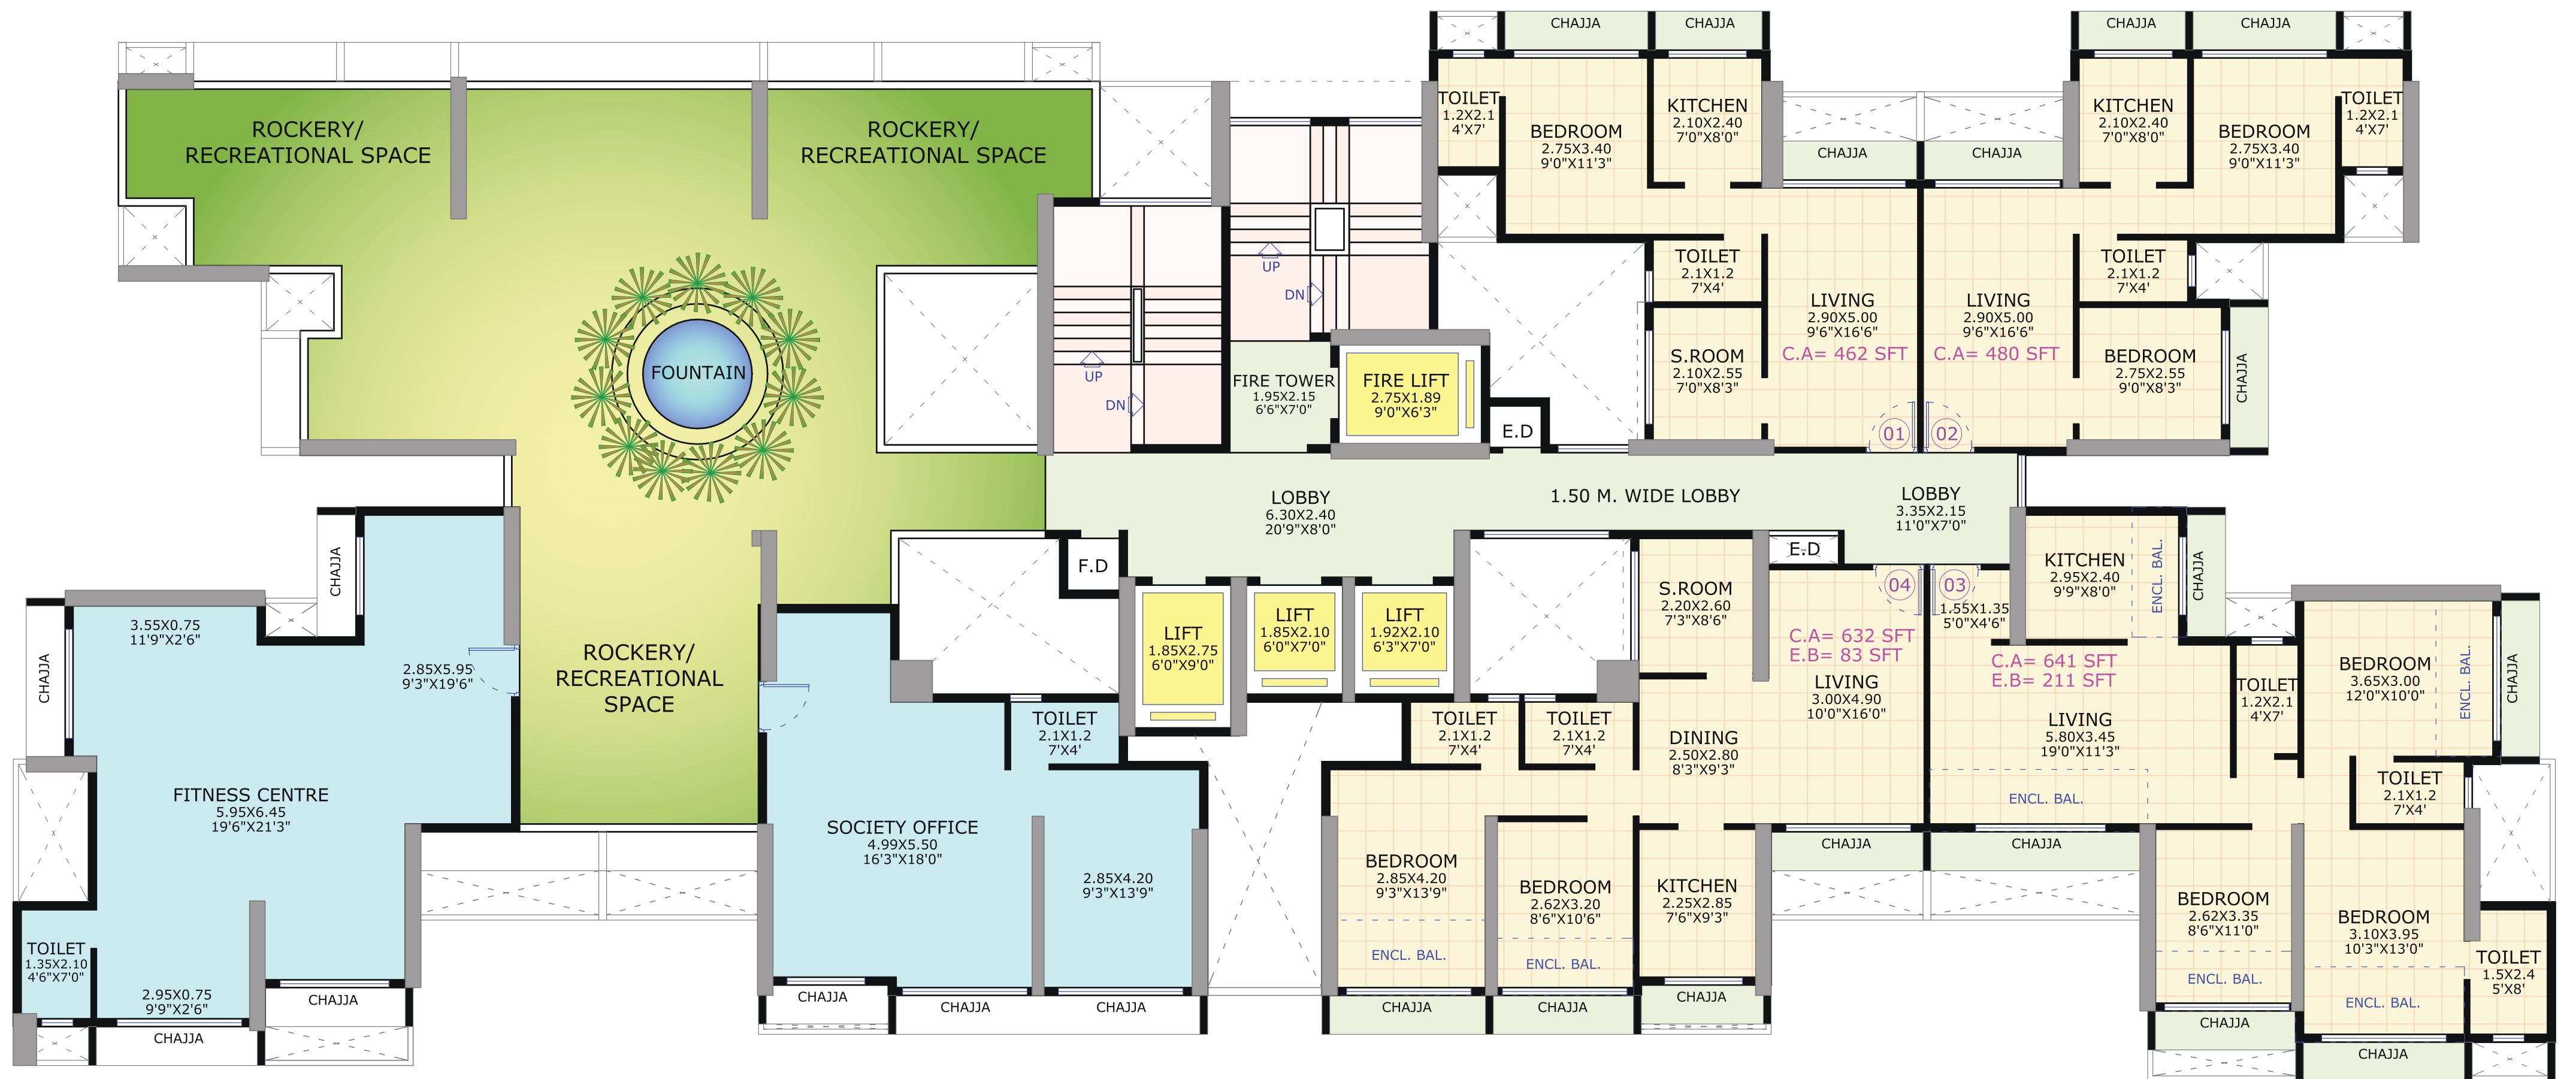 CHAJJA
CHAJJA
CHAJJA
CHAJJA
ROCKERY/
RECREATIONAL SPACE
ROCKERY/
RECREATIONAL SPACE
TOILET
1.2X2.1
4'X7'
BEDROOM
2.75X3.40
9'0"X11'3"
KITCHEN
2.10X2.40
7'0"X8'0"
CHAJJA
CHAJJA
KITCHEN
2.10X2.40
7'0"X8'0"
BEDROOM
2.75X3.40
9'0"X11'3"
TOILET
1.2X2.1
4'X7'
UP
DN
UP
DN
TOILET
2.1X1.2
7'X4'
LIVING
2.90X5.00
9'6"X16'6"
C.A= 462 SFT
LIVING
2.90X5.00
9'6"X16'6"
C.A= 480 SFT
TOILET
2.1X1.2
7'X4'
FOUNTAIN
FIRE TOWER
1.95X2.15
6'6"X7'0"
FIRE LIFT
2.75X1.89
9'0"X6'3"
E.D
S.ROOM
2.10X2.55
7'0"X8'3"
BEDROOM
2.75X2.55
9'0"X8'3"
CHAJJA
01
02
LOBBY
6.30X2.40
20'9"X8'0"
1.50 M. WIDE LOBBY
LOBBY
3.35X2.15
11'0"X7'0"
CHAJJA
F.D
E.D
KITCHEN
2.95X2.40
9'9"X8'0"
ENCL. BAL.
CHAJJA
S.ROOM
2.20X2.60
7'3"X8'6"
04
03
1.55X1.35
5'0"X4'6"
CHAJJA
3.55X0.75
11'9"X2'6"
2.85X5.95
9'3"X19'6"
ROCKERY/
RECREATIONAL
SPACE
LIFT
1.85X2.75
6'0"X9'0"
LIFT
1.85X2.10
6'0"X7'0"
LIFT
1.92X2.10
6'3"X7'0"
C.A= 632 SFT
E.B= 83 SFT
LIVING
3.00X4.90
10'0"X16'0"
C.A= 641 SFT
E.B= 211 SFT
LIVING
5.80X3.45
19'0"X11'3"
ENCL. BAL.
TOILET
1.2X2.1
4'X7'
BEDROOM
3.65X3.00
12'0"X10'0"
ENCL. BAL.
CHAJJA
TOILET
2.1X1.2
7'X4'
TOILET
2.1X1.2
7'X4'
TOILET
2.1X1.2
7'X4'
DINING
2.50X2.80
8'3"X9'3"
TOILET
2.1X1.2
7'X4'
FITNESS CENTRE
5.95X6.45
19'6"X21'3"
SOCIETY OFFICE
4.99X5.50
16'3"X18'0"
2.85X4.20
9'3"X13'9"
BEDROOM
2.85X4.20
9'3"X13'9"
ENCL. BAL.
BEDROOM
2.62X3.20
8'6"X10'6"
ENCL. BAL.
KITCHEN
2.25X2.85
7'6"X9'3"
CHAJJA
CHAJJA
BEDROOM
2.62X3.35
8'6"X11'0"
ENCL. BAL.
BEDROOM
3.10X3.95
10'3"X13'0"
ENCL. BAL.
TOILET
1.5X2.4
5'X8'
TOILET
1.35X2.10
4'6"X7'0"
2.95X0.75
9'9"X2'6"
CHAJJA
CHAJJA
CHAJJA
CHAJJA
CHAJJA
CHAJJA
CHAJJA
CHAJJA
CHAJJA
CHAJJA